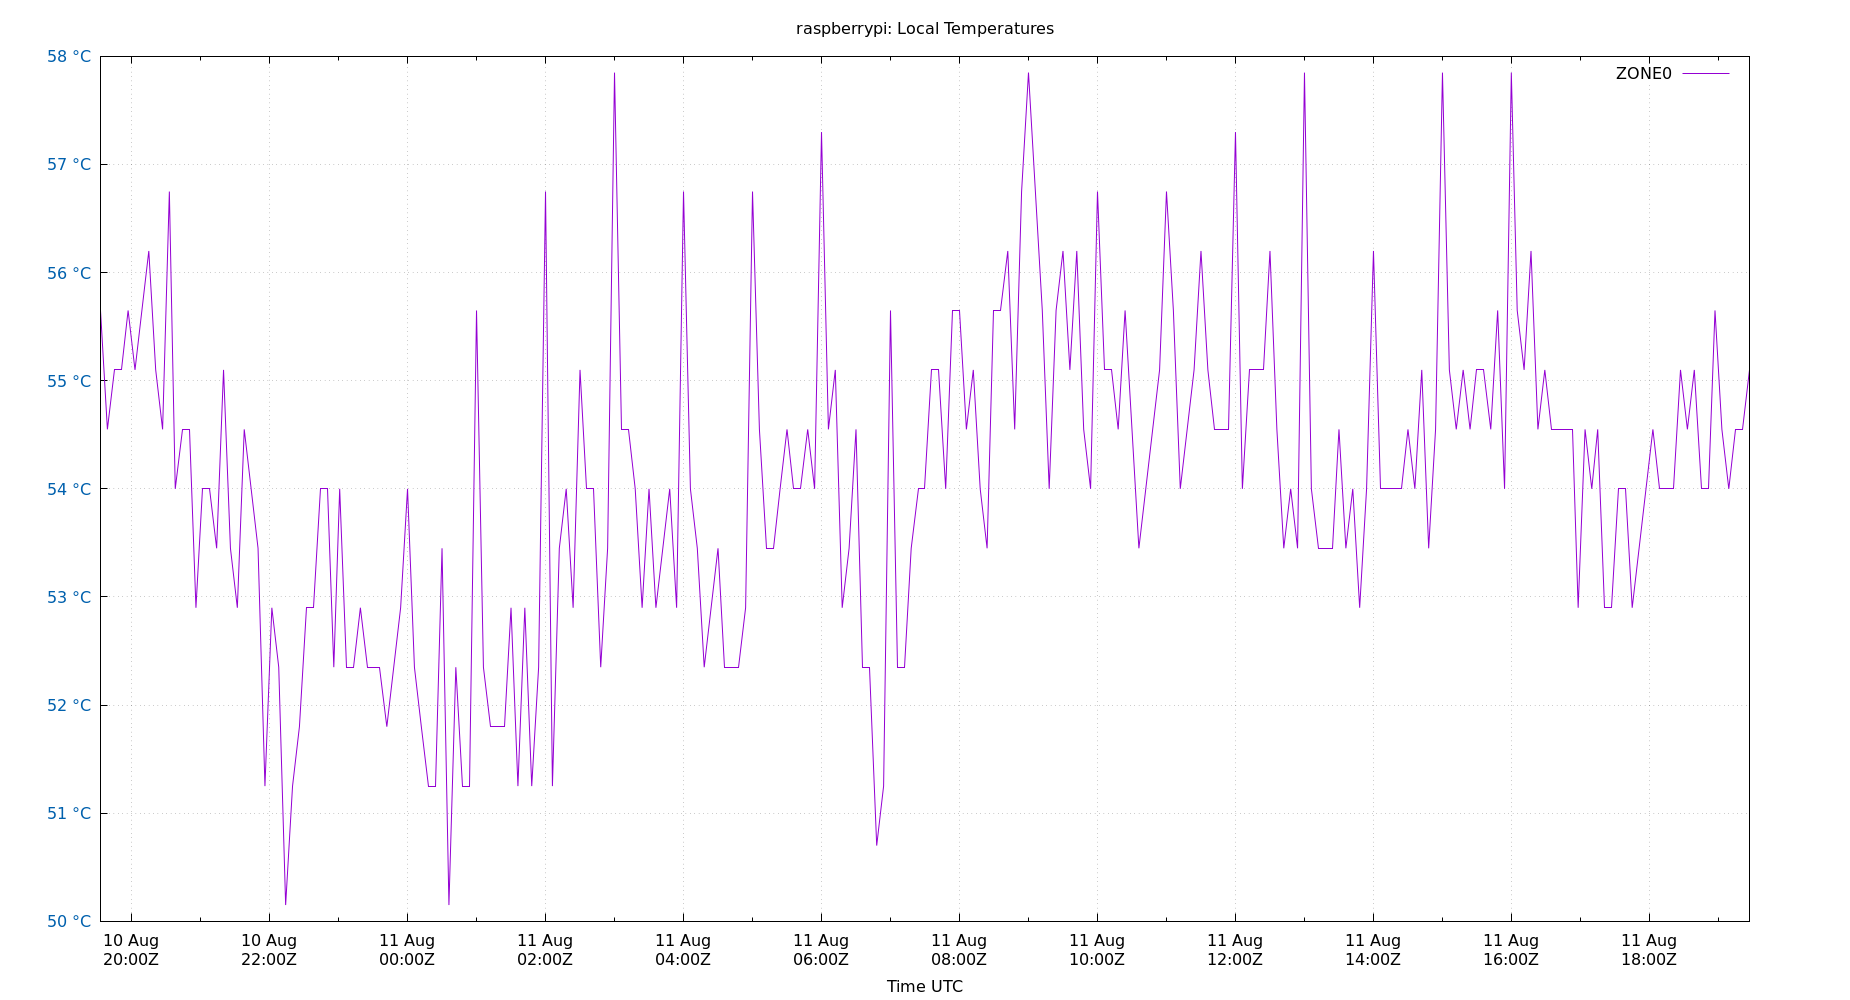 raspberrypi: Local Temperatures
ZONE0
58 °C
57 °C
56 °C
55 °C
54 °C
53 °C
52 °C
51 °C
50 °C
10 Aug
20:00Z
10 Aug
22:00Z
11 Aug
00:00Z
11 Aug
02:00Z
11 Aug
04:00Z
11 Aug
06:00Z
11 Aug
08:00Z
11 Aug
10:00Z
11 Aug
12:00Z
11 Aug
14:00Z
11 Aug
16:00Z
11 Aug
18:00Z
Time UTC